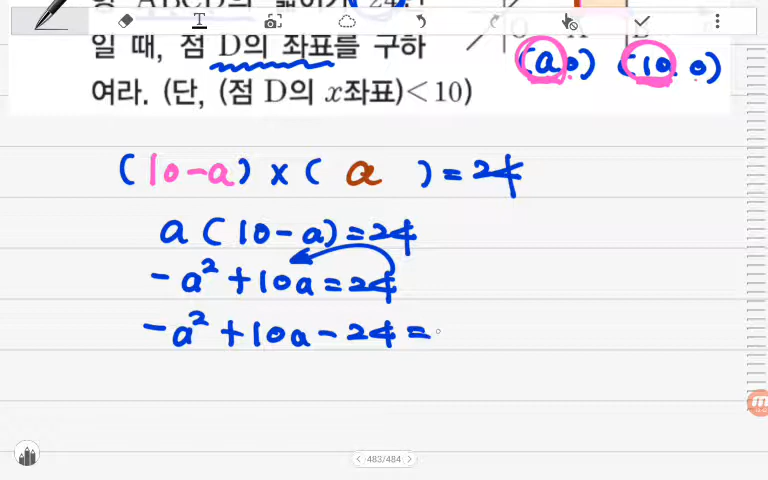 일 때, 점 D의 좌표를 구하
여라. (단, (점 D의 x좌표)<10)
(a 0) (10 0)
(10-a) × ( a ) = 24
a (10-a) = 24
-a² + 10a = 24
-a² + 10a - 24 =
483/484